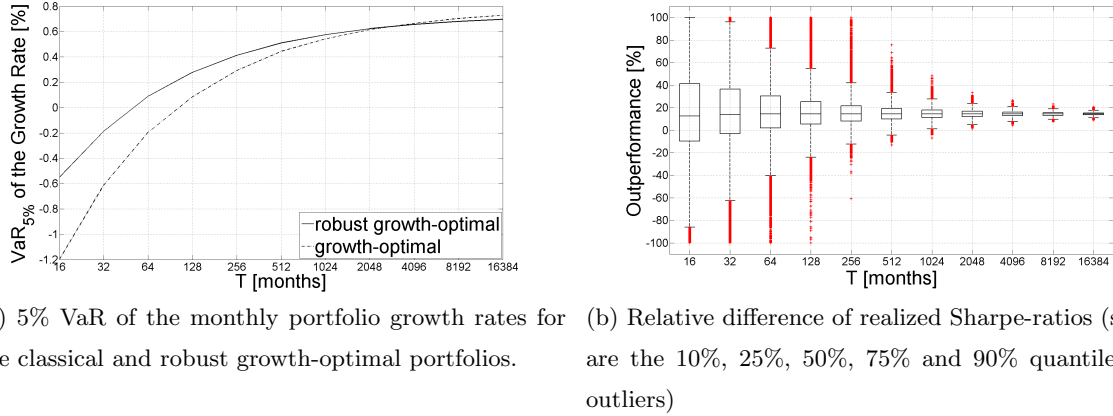 0.8
0.6
0.4
0.2
0
-0.2
-0.4
-0.6
-0.8
-1
-1.2
VaR5% of the Growth Rate [%]
robust growth-optimal
growth-optimal
16 32 64 128 256 512 1024 2048 4096 8192 16384
T [months]
) 5% VaR of the monthly portfolio growth rates for
e classical and robust growth-optimal portfolios.
100
80
60
40
20
0
-20
-40
-60
-80
-100
Outperformance [%]
16 32 64 128 256 512 1024 2048 4096 8192 16384
T [months]
(b) Relative difference of realized Sharpe-ratios (s
are the 10%, 25%, 50%, 75% and 90% quantile
outliers)